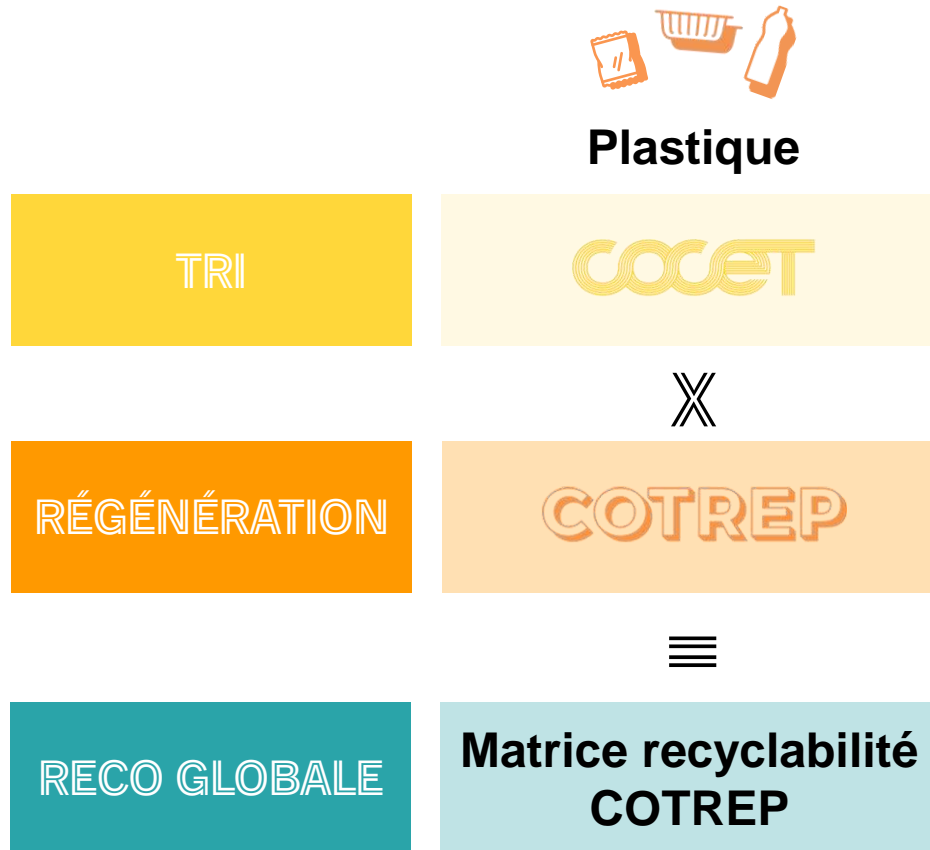 Plastique
TRI
COCET
X
RÉGÉNÉRATION
COTREP
=
RECO GLOBALE
Matrice recyclabilité
COTREP